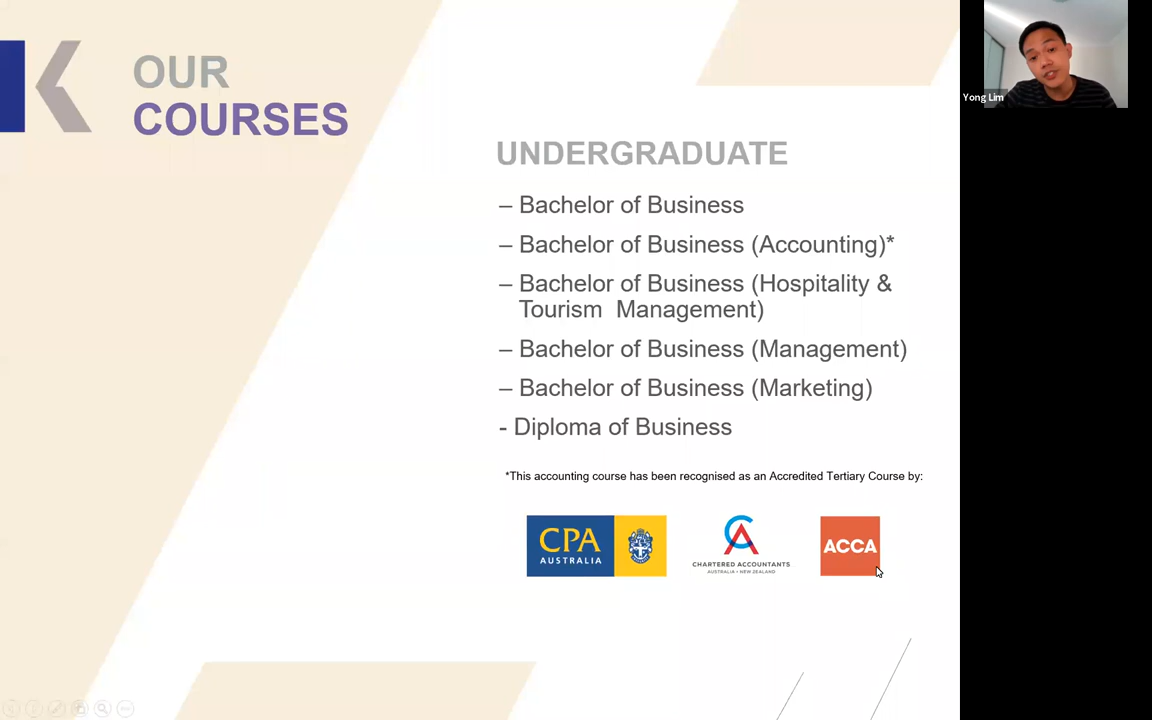 OUR
COURSES
UNDERGRADUATE
– Bachelor of Business
– Bachelor of Business (Accounting)*
– Bachelor of Business (Hospitality &
Tourism  Management)
– Bachelor of Business (Management)
– Bachelor of Business (Marketing)
- Diploma of Business
*This accounting course has been recognised as an Accredited Tertiary Course by:
CPA
AUSTRALIA
CA
CHARTERED ACCOUNTANTS
AUSTRALIA + NEW ZEALAND
ACCA
Yong Lim